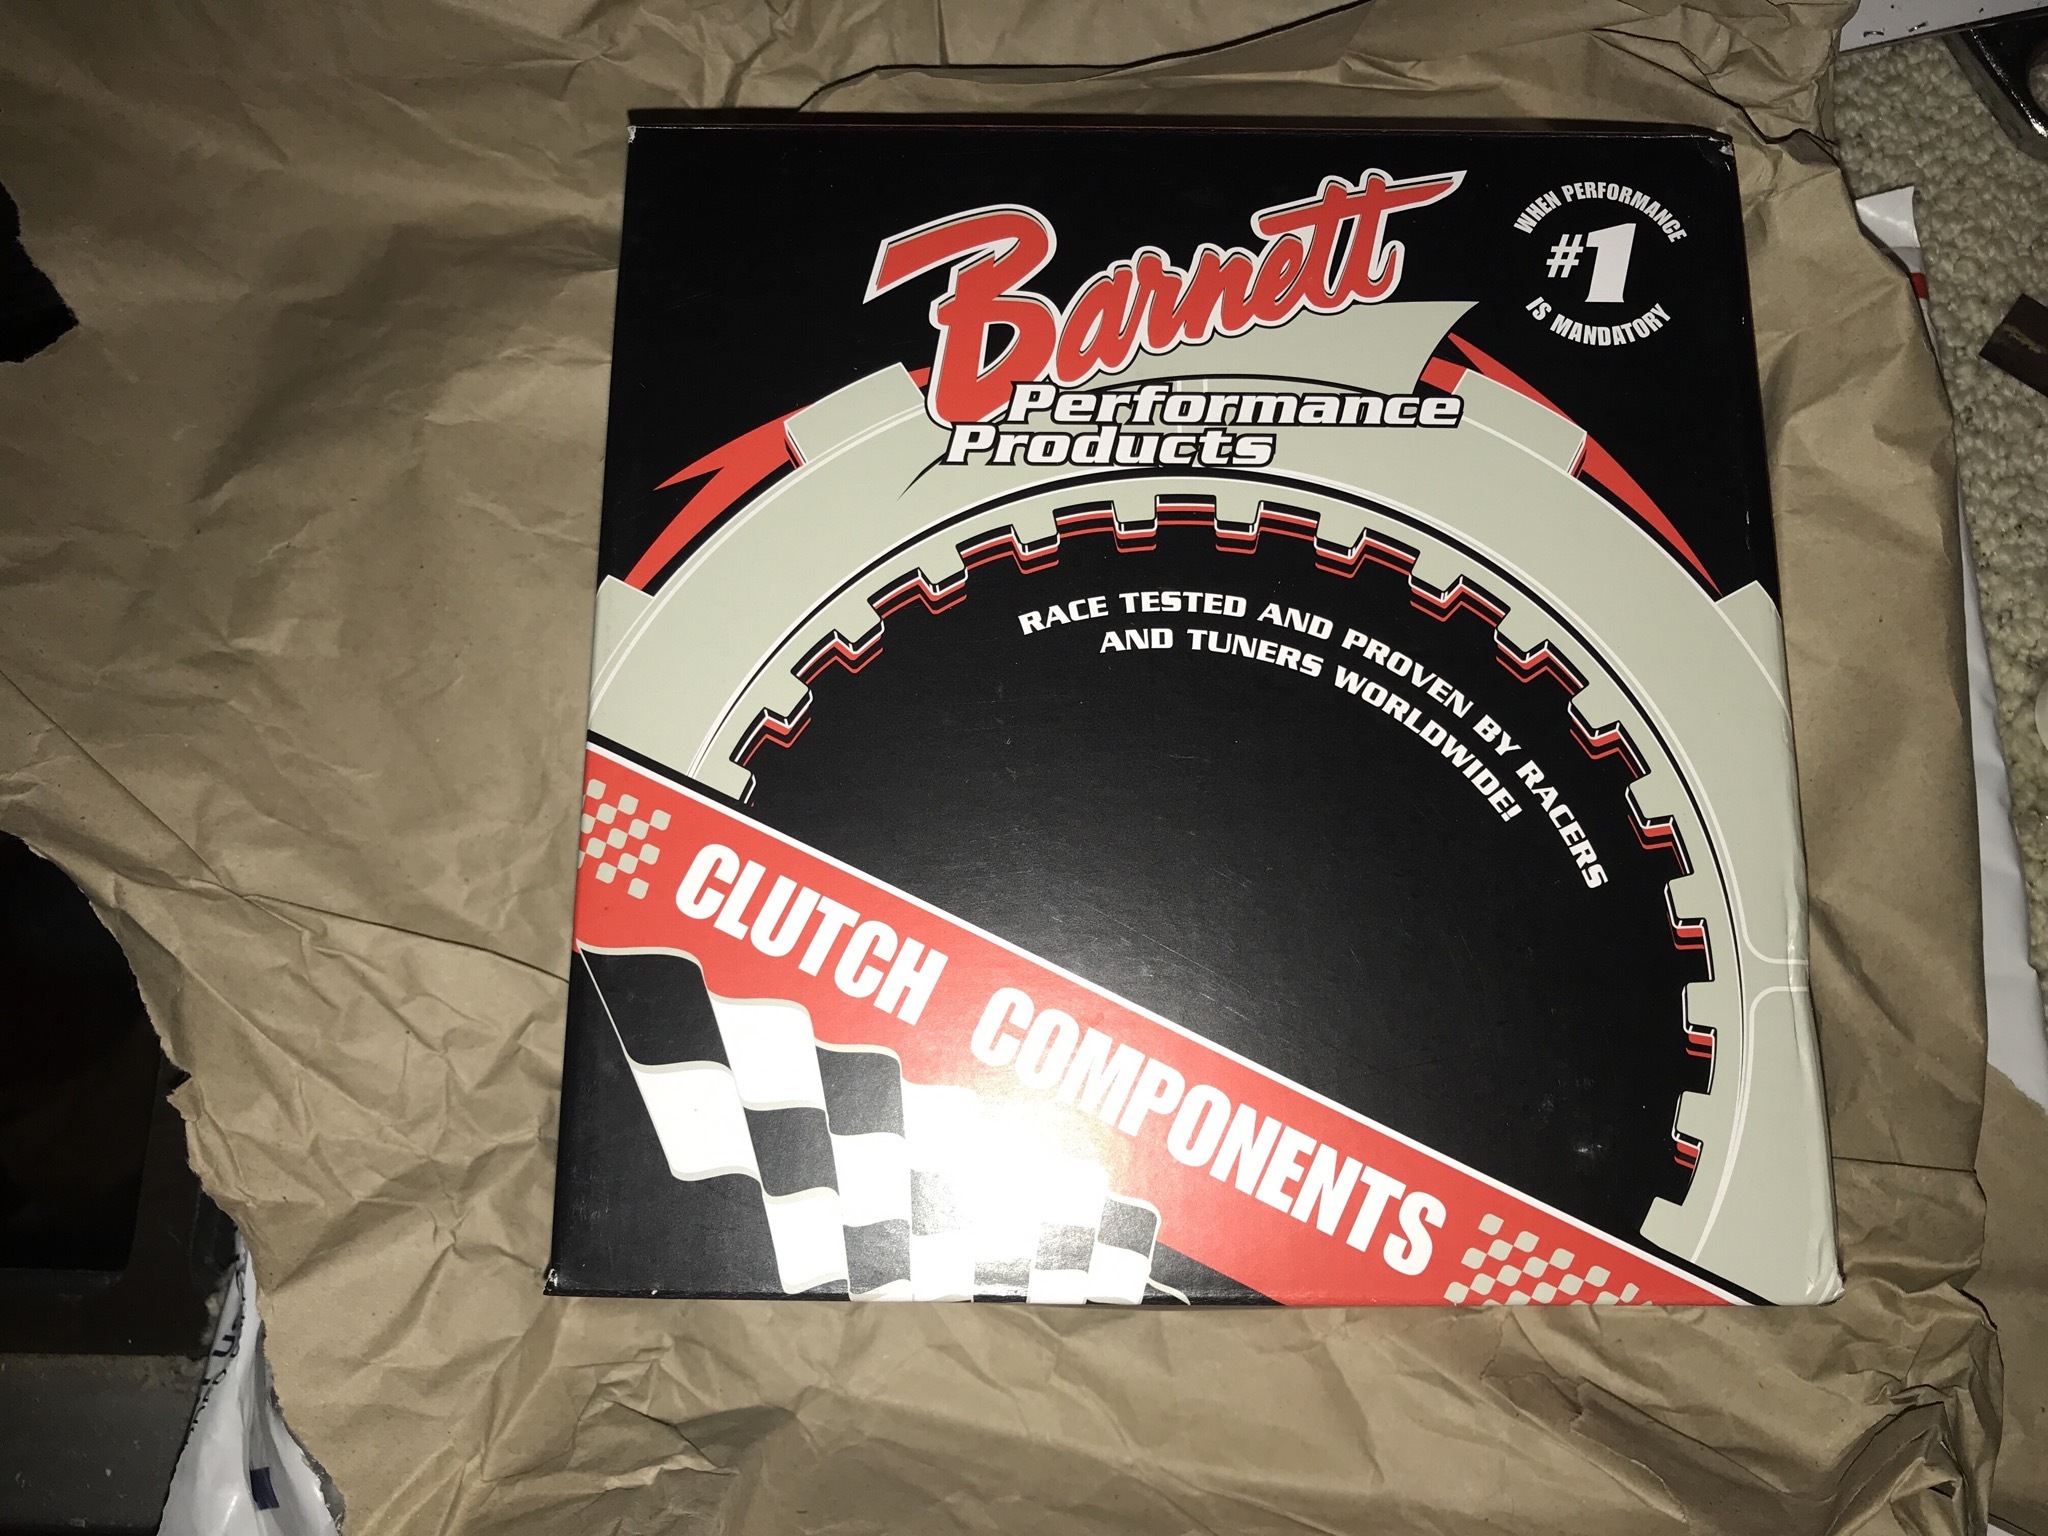 Barnett
Performance
Products
WHEN PERFORMANCE
#1
IS MANDATORY
RACE TESTED AND PROVEN BY RACERS
AND TUNERS WORLDWIDE!
CLUTCH COMPONENTS